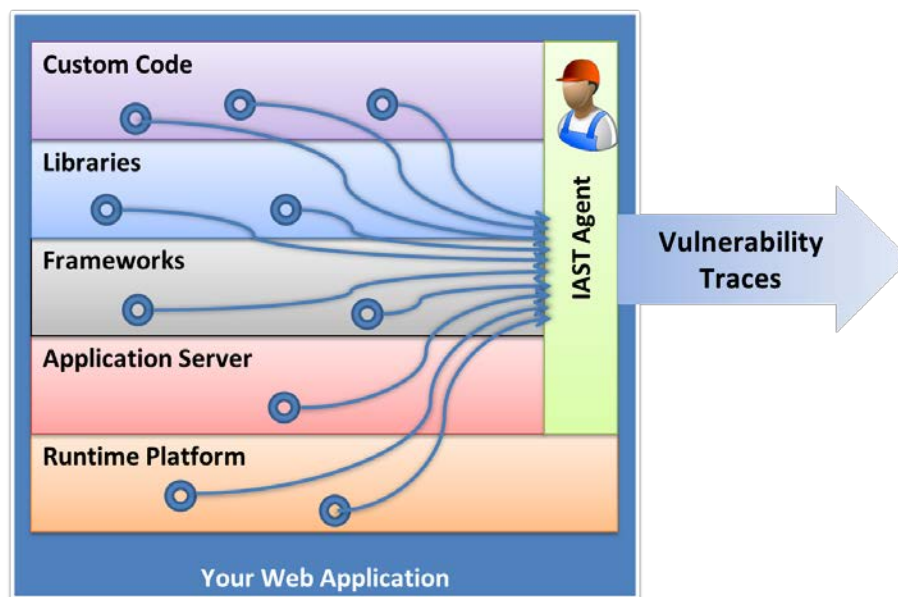 Custom Code
Libraries
Frameworks
Application Server
Runtime Platform
IAST Agent
Vulnerability
Traces
Your Web Application